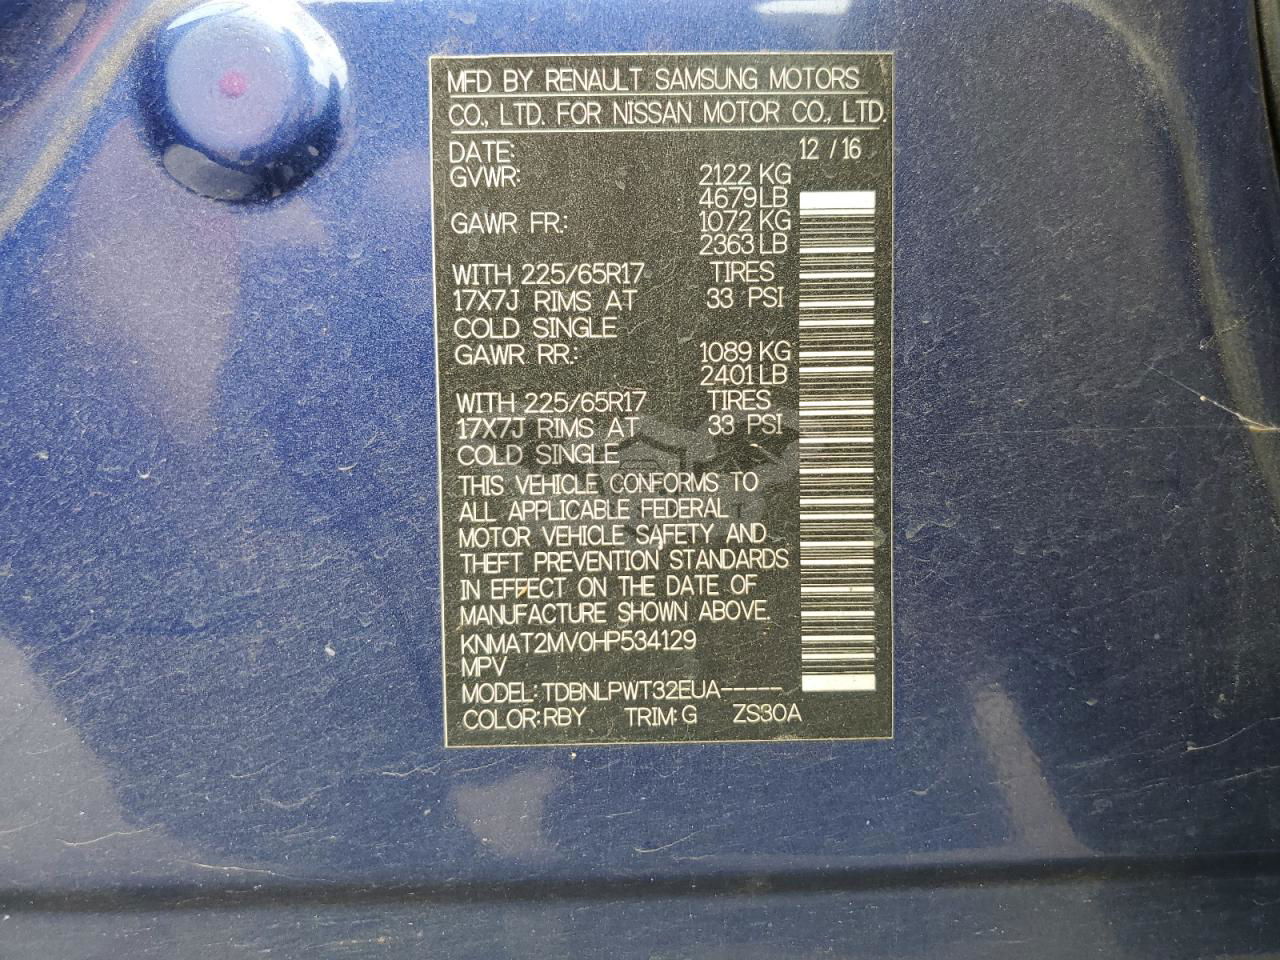 MFD BY RENAULT SAMSUNG MOTORS
CO., LTD. FOR NISSAN MOTOR CO., LTD.
DATE: 12 / 16
GVWR: 2122 KG
4679 LB
GAWR FR.: 1072 KG
2363 LB
WITH 225/65R17 TIRES
17X7J RIMS AT 33 PSI
COLD SINGLE
GAWR RR.: 1089 KG
2401 LB
WITH 225/65R17 TIRES
17X7J RIMS AT 33 PSI
COLD SINGLE
THIS VEHICLE CONFORMS TO
ALL APPLICABLE FEDERAL
MOTOR VEHICLE SAFETY AND
THEFT PREVENTION STANDARDS
IN EFFECT ON THE DATE OF
MANUFACTURE SHOWN ABOVE.
KNMAT2MV0HP534129
MPV
MODEL: TDBNLPWT32EUA-----
COLOR: RBY TRIM: G ZS30A